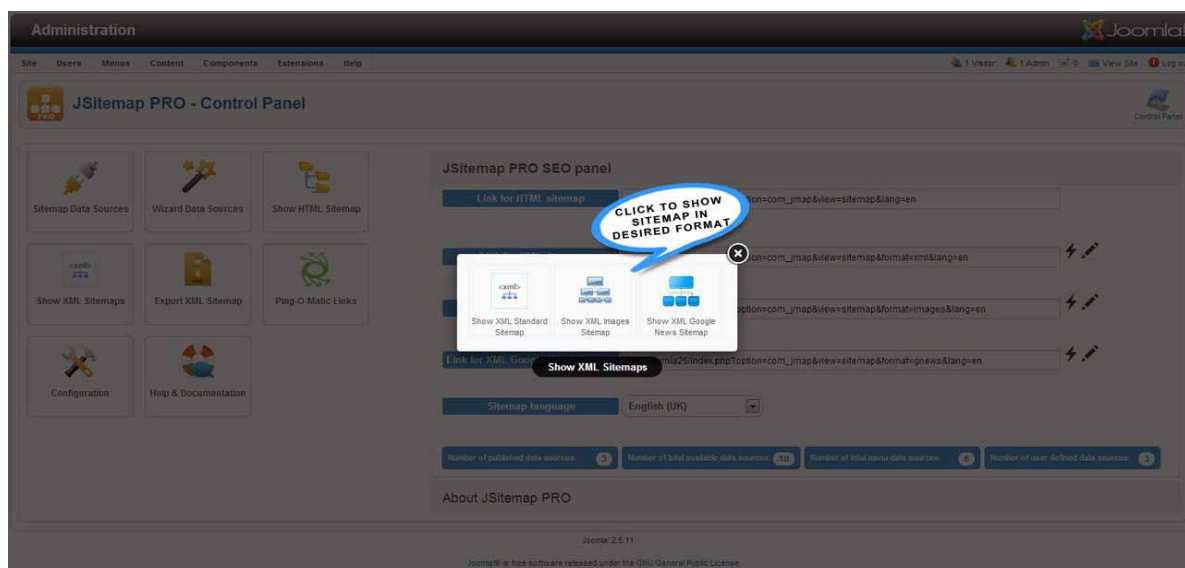 Administration
Joomla!
Site Users Menus Content Components Extensions Help
1 Visitor 1 Admin 0 View Site Log out
PRO
JSitemap PRO - Control Panel
Control Panel
Sitemap Data Sources
Wizard Data Sources
Show HTML Sitemap
<xml>
Show XML Sitemaps
XML
Export XML Sitemap
Ping-O-Matic Links
Configuration
Help & Documentation
JSitemap PRO SEO panel
Link for HTML sitemap
option=com_jmap&view=sitemap&lang=en
CLICK TO SHOW
SITEMAP IN
DESIRED FORMAT
option=com_jmap&view=sitemap&format=xml&lang=en
<xml>
Show XML Standard
Sitemap
Show XML Images
Sitemap
Show XML Google
News Sitemap
option=com_jmap&view=sitemap&format=images&lang=en
Link for XML Goo
mla25/index.php?option=com_jmap&view=sitemap&format=gnews&lang=en
Show XML Sitemaps
Sitemap language
English (UK)
Number of published data sources: 3
Number of total available data sources: 10
Number of total menu data sources: 6
Number of user defined data sources: 3
About JSitemap PRO
Joomla! 2.5.11
Joomla!® is free software released under the GNU General Public License.